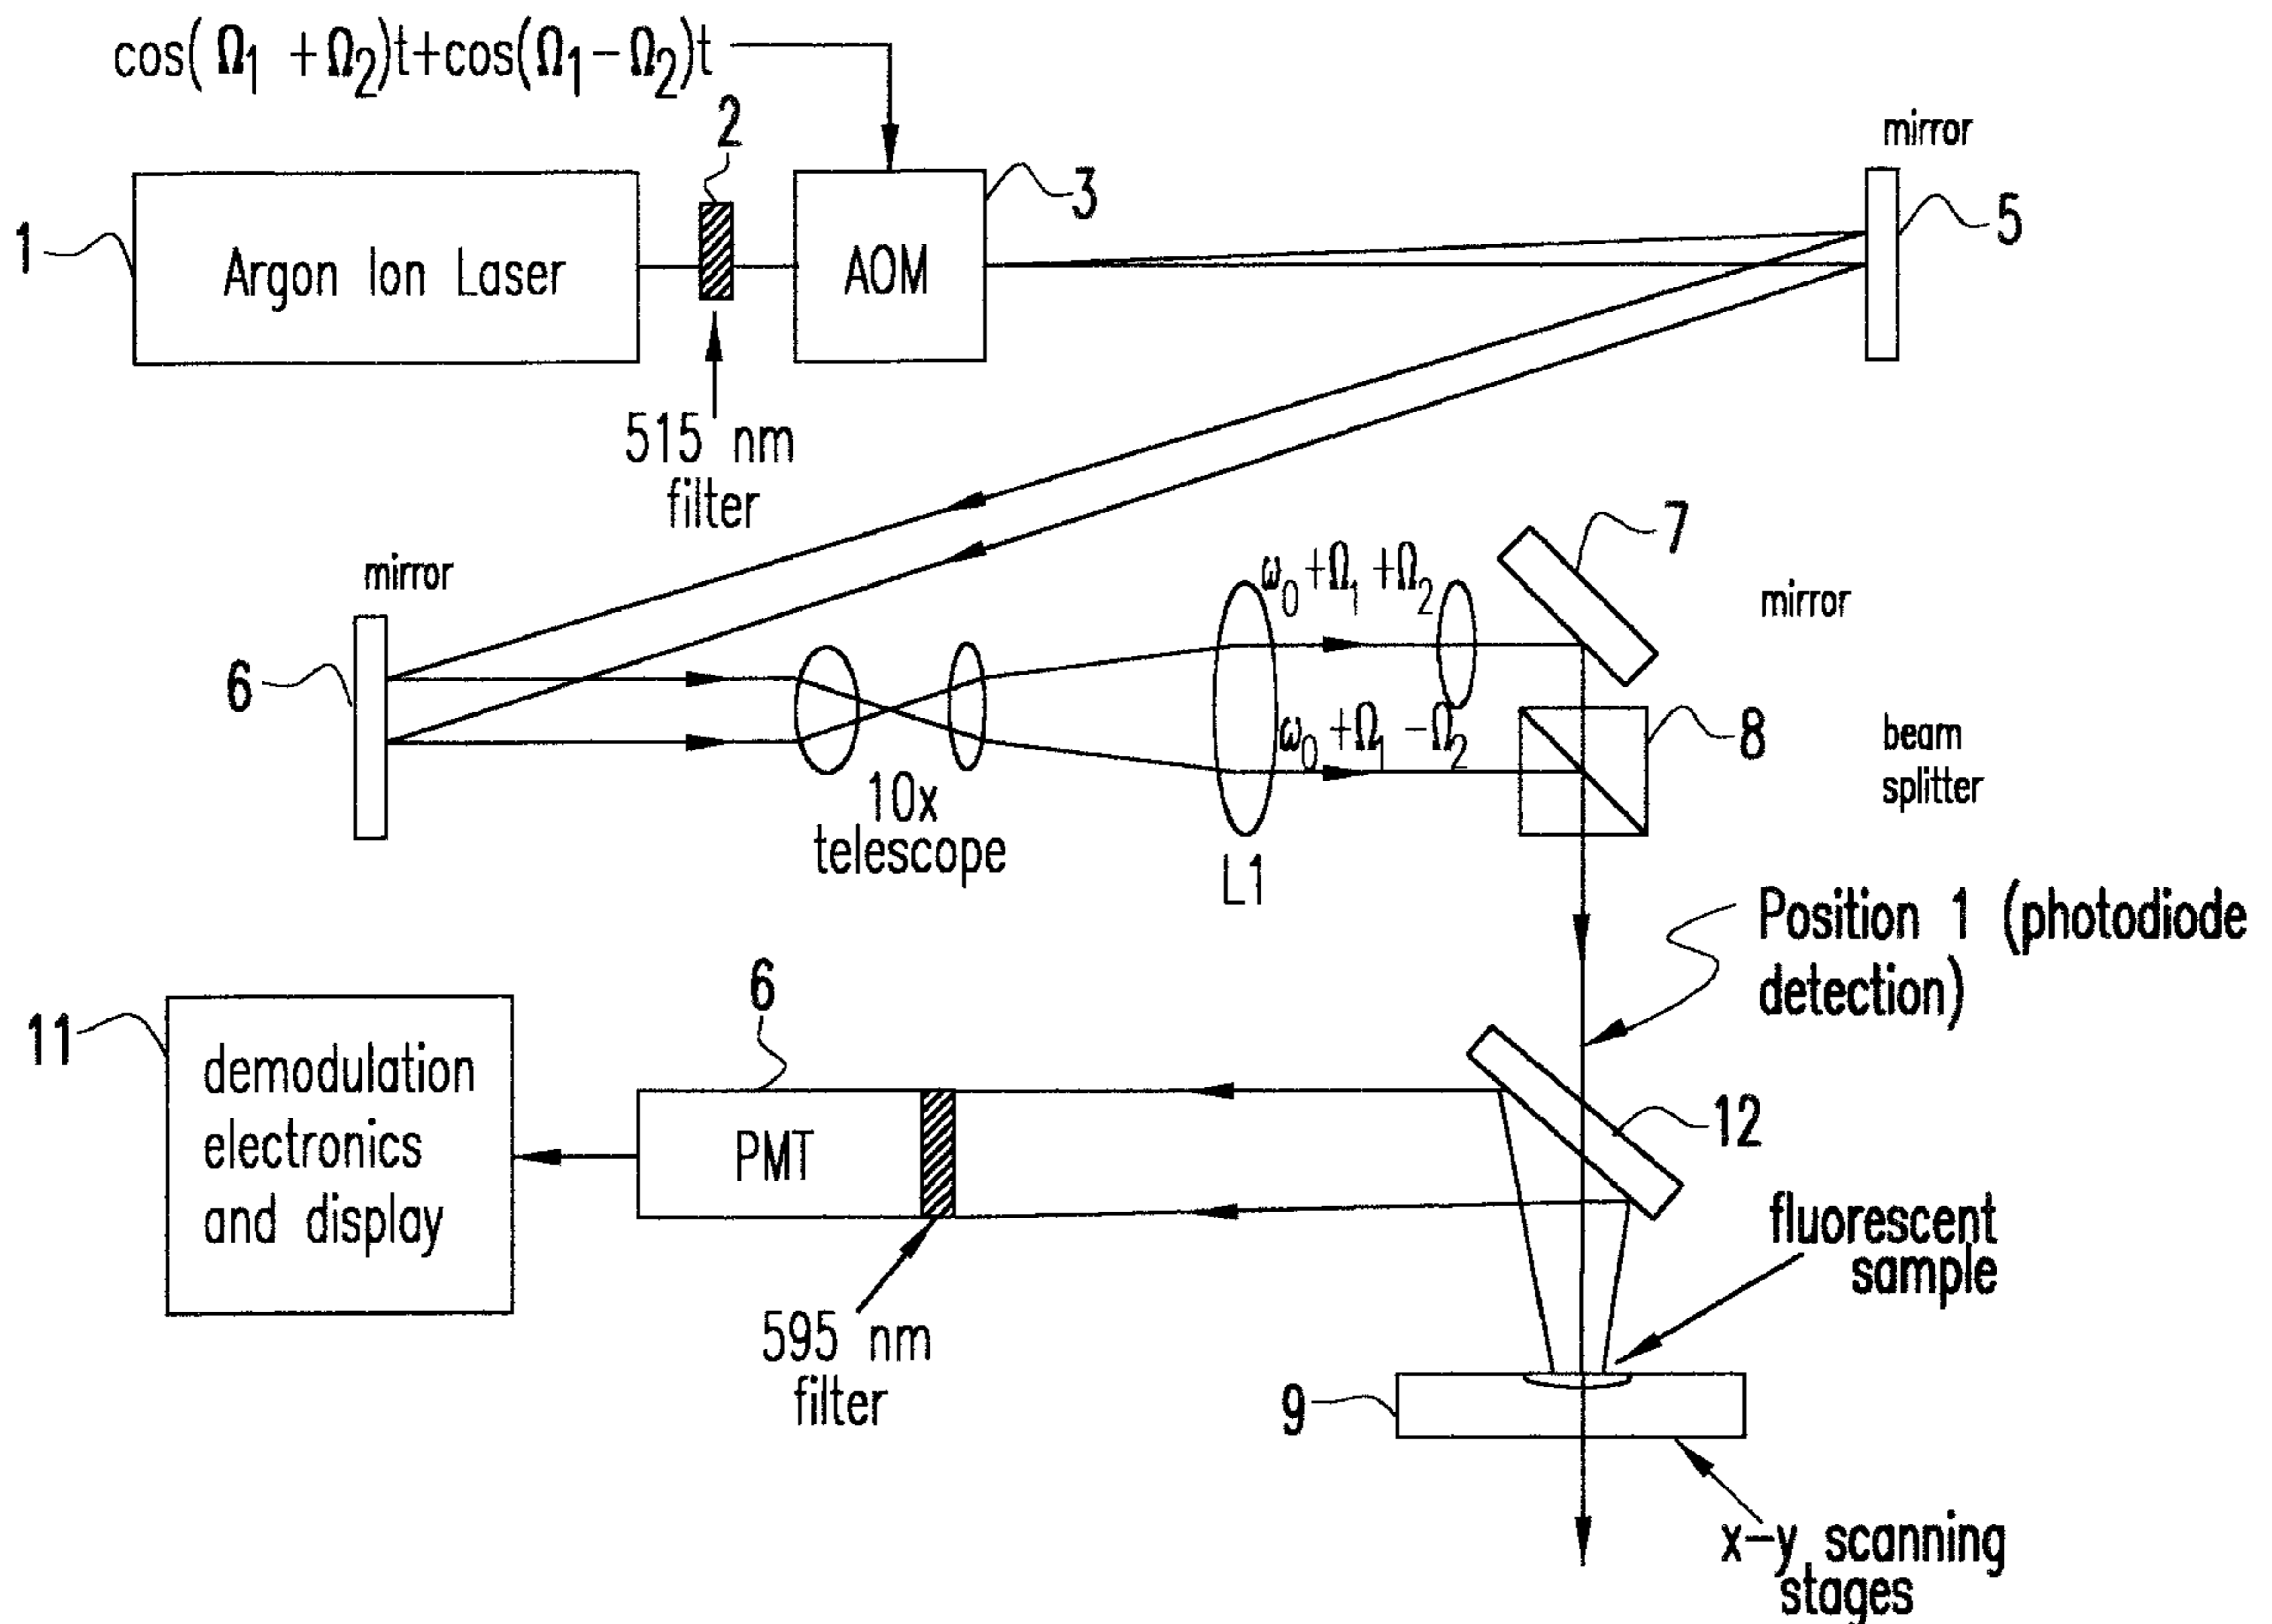 cos(Ω₁ +Ω₂)t+cos(Ω₁-Ω₂)t
2
mirror
3
5
1
Argon Ion Laser
AOM
515 nm
filter
7
mirror
ω₀+Ω₁+Ω₂
mirror
6
8
ω₀+Ω₁-Ω₂
beam
splitter
10x
telescope
L1
Position 1 (photodiode
detection)
6
11
demodulation
electronics
and display
PMT
12
fluorescent
sample
595 nm
filter
9
x-y scanning
stages